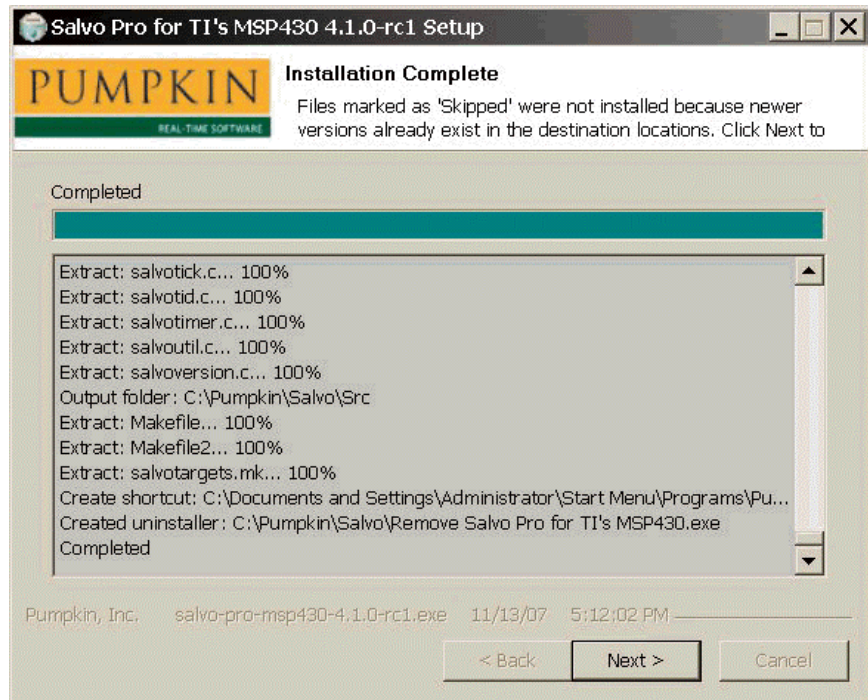 Salvo Pro for TI's MSP430 4.1.0-rc1 Setup
PUMPKIN
REAL-TIME SOFTWARE
Installation Complete
Files marked as 'Skipped' were not installed because newer
versions already exist in the destination locations. Click Next to
Completed
Extract: salvotick.c... 100%
Extract: salvotid.c... 100%
Extract: salvotimer.c... 100%
Extract: salvoutil.c... 100%
Extract: salvoversion.c... 100%
Output folder: C:\Pumpkin\Salvo\Src
Extract: Makefile... 100%
Extract: Makefile2... 100%
Extract: salvotargets.mk... 100%
Create shortcut: C:\Documents and Settings\Administrator\Start Menu\Programs\Pu...
Created uninstaller: C:\Pumpkin\Salvo\Remove Salvo Pro for TI's MSP430.exe
Completed
Pumpkin, Inc. salvo-pro-msp430-4.1.0-rc1.exe 11/13/07 5:12:02 PM
< Back Next > Cancel